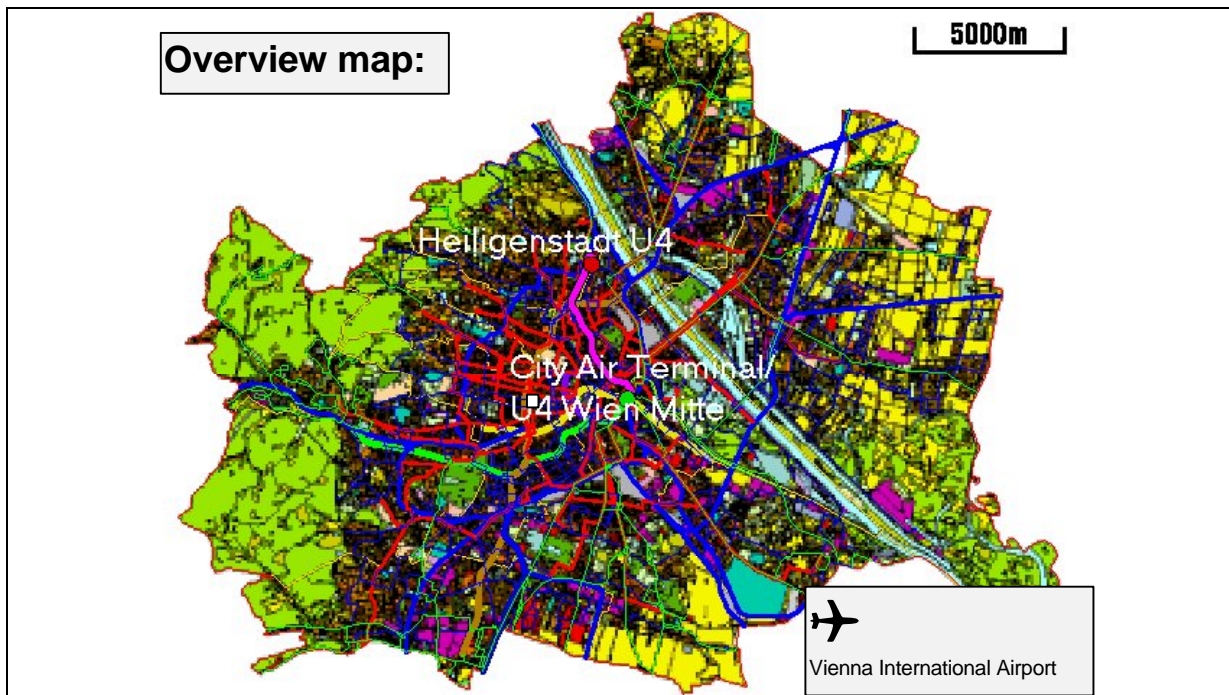 Overview map:
5000m
Heiligenstadt U4
City Air Terminal/
U4 Wien Mitte
Vienna International Airport